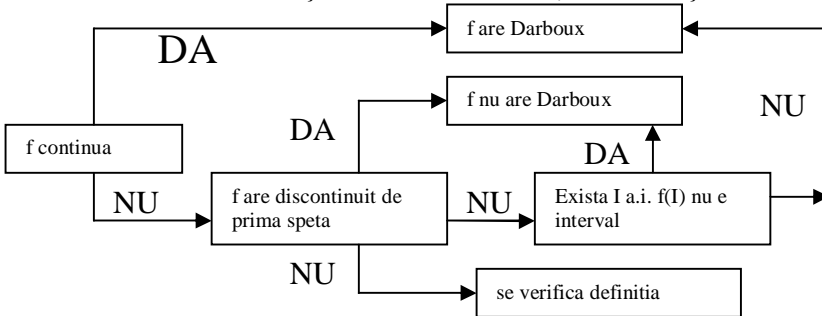 f are Darboux
DA
f nu are Darboux
NU
DA
f continua
DA
NU
f are discontinuit de
prima speta
NU
Exista I a.i. f(I) nu e
interval
NU
se verifica definitia